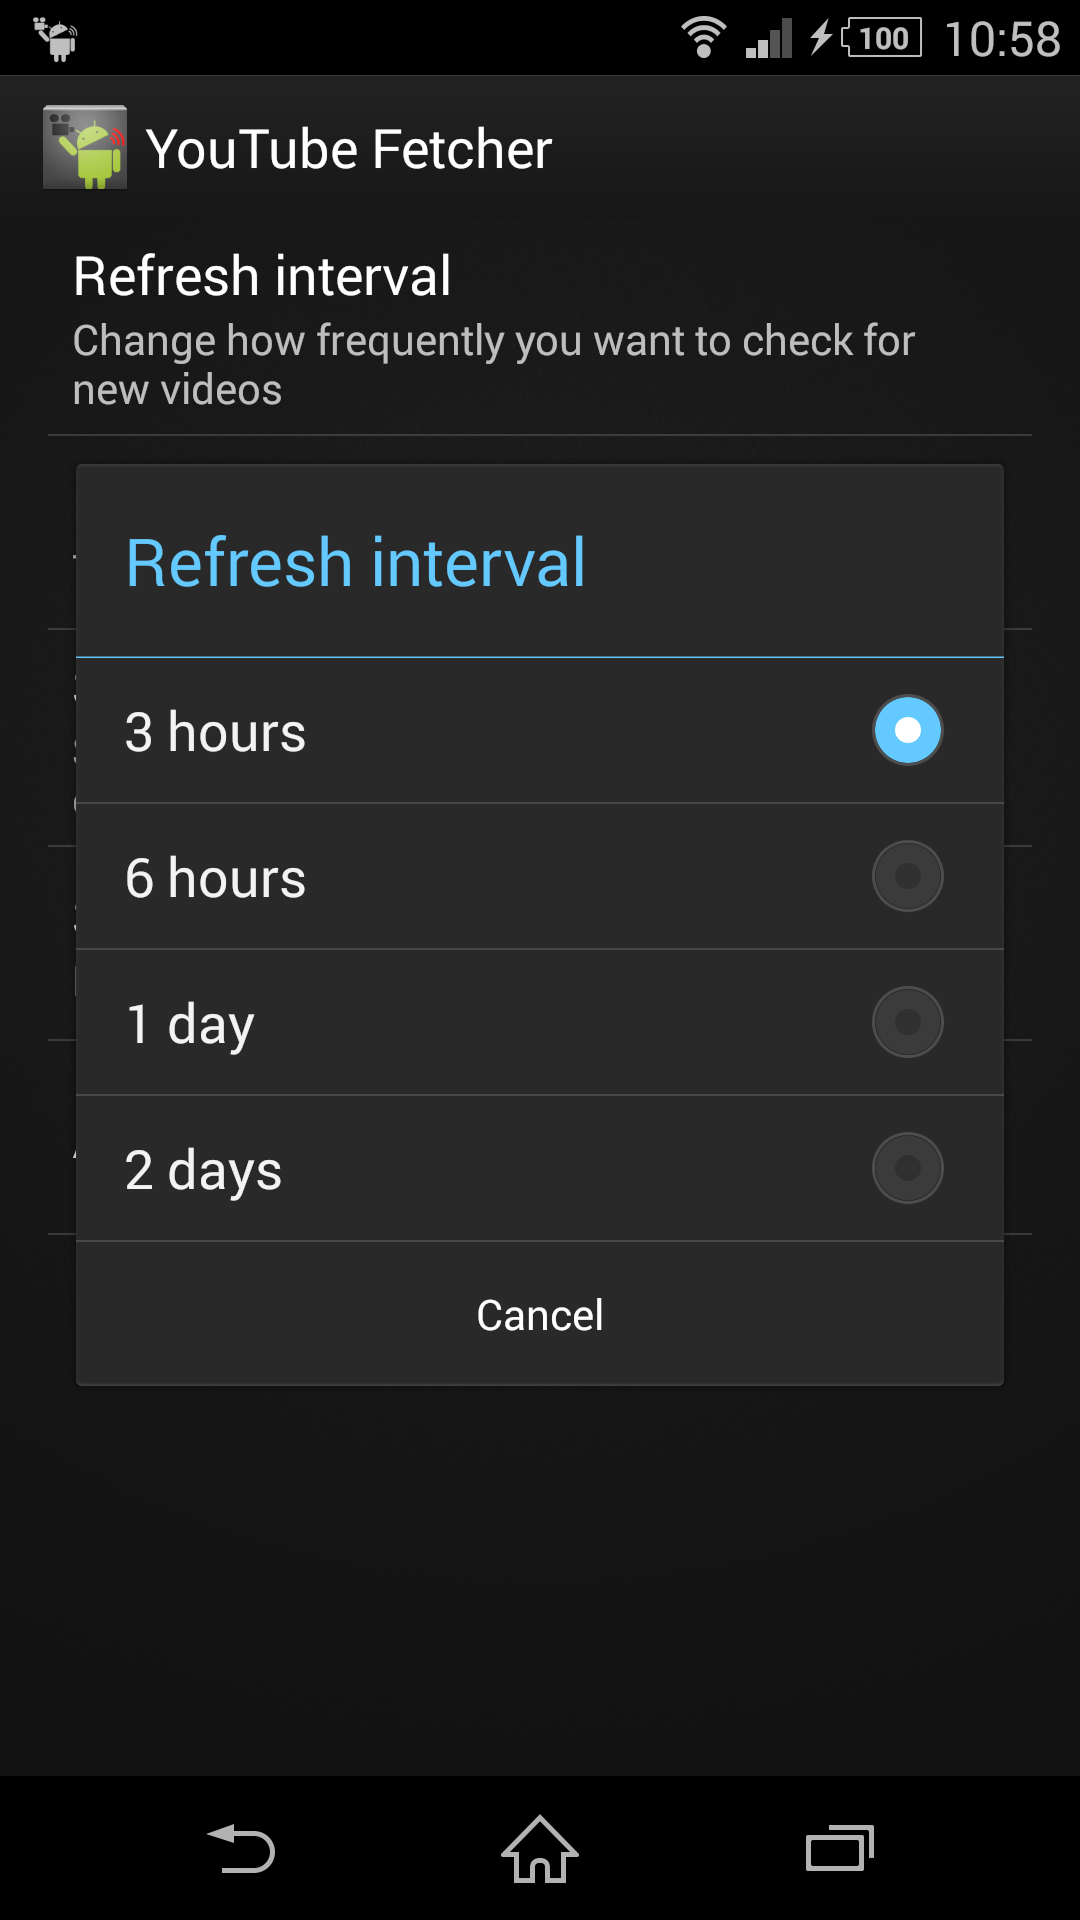 100 10:58
YouTube Fetcher
Refresh interval
Change how frequently you want to check for
new videos
Refresh interval
3 hours
6 hours
1 day
2 days
Cancel